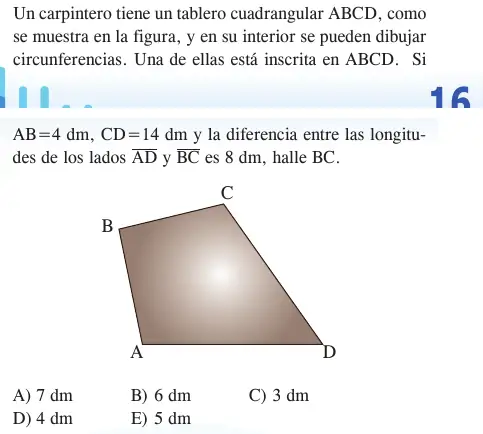 Un carpintero tiene un tablero cuadrangular ABCD, como
se muestra en la figura, y en su interior se pueden dibujar
circunferencias. Una de ellas está inscrita en ABCD. Si
16
AB=4 dm, CD=14 dm y la diferencia entre las longitu-
des de los lados AD y BC es 8 dm, halle BC.
C
B
A D
A) 7 dm B) 6 dm C) 3 dm
D) 4 dm E) 5 dm